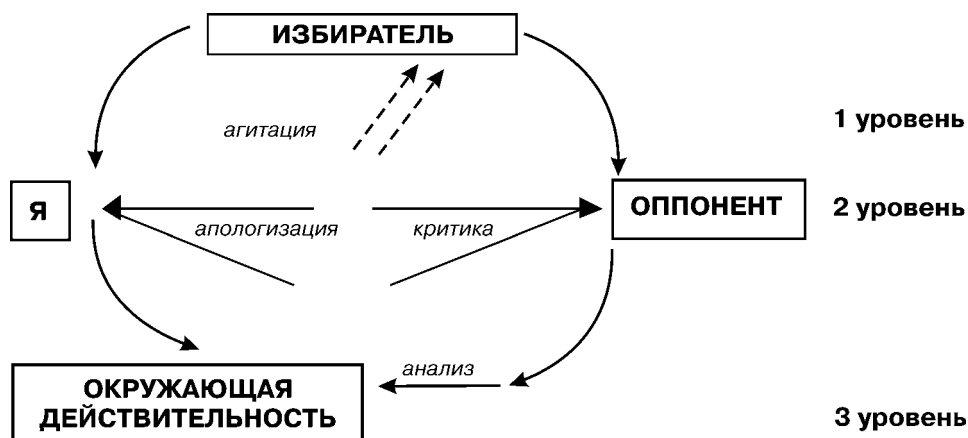 ИЗБИРАТЕЛЬ
агитация
1 уровень
Я
ОППОНЕНТ
2 уровень
апологизация
критика
анализ
ОКРУЖАЮЩАЯ
ДЕЙСТВИТЕЛЬНОСТЬ
3 уровень